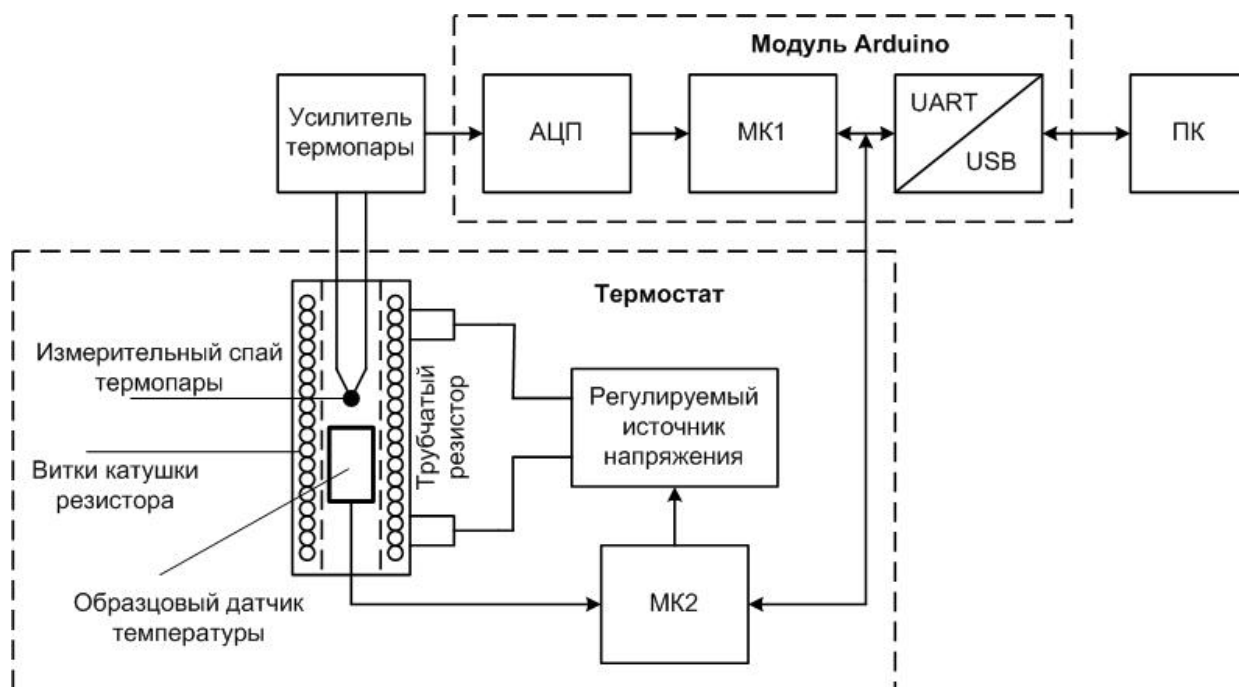 Модуль Arduino
Усилитель
термопары
АЦП
МК1
UART
USB
ПК
Термостат
Измерительный спай
термопары
Трубчатый
резистор
Регулируемый
источник
напряжения
Витки катушки
резистора
Образцовый датчик
температуры
МК2